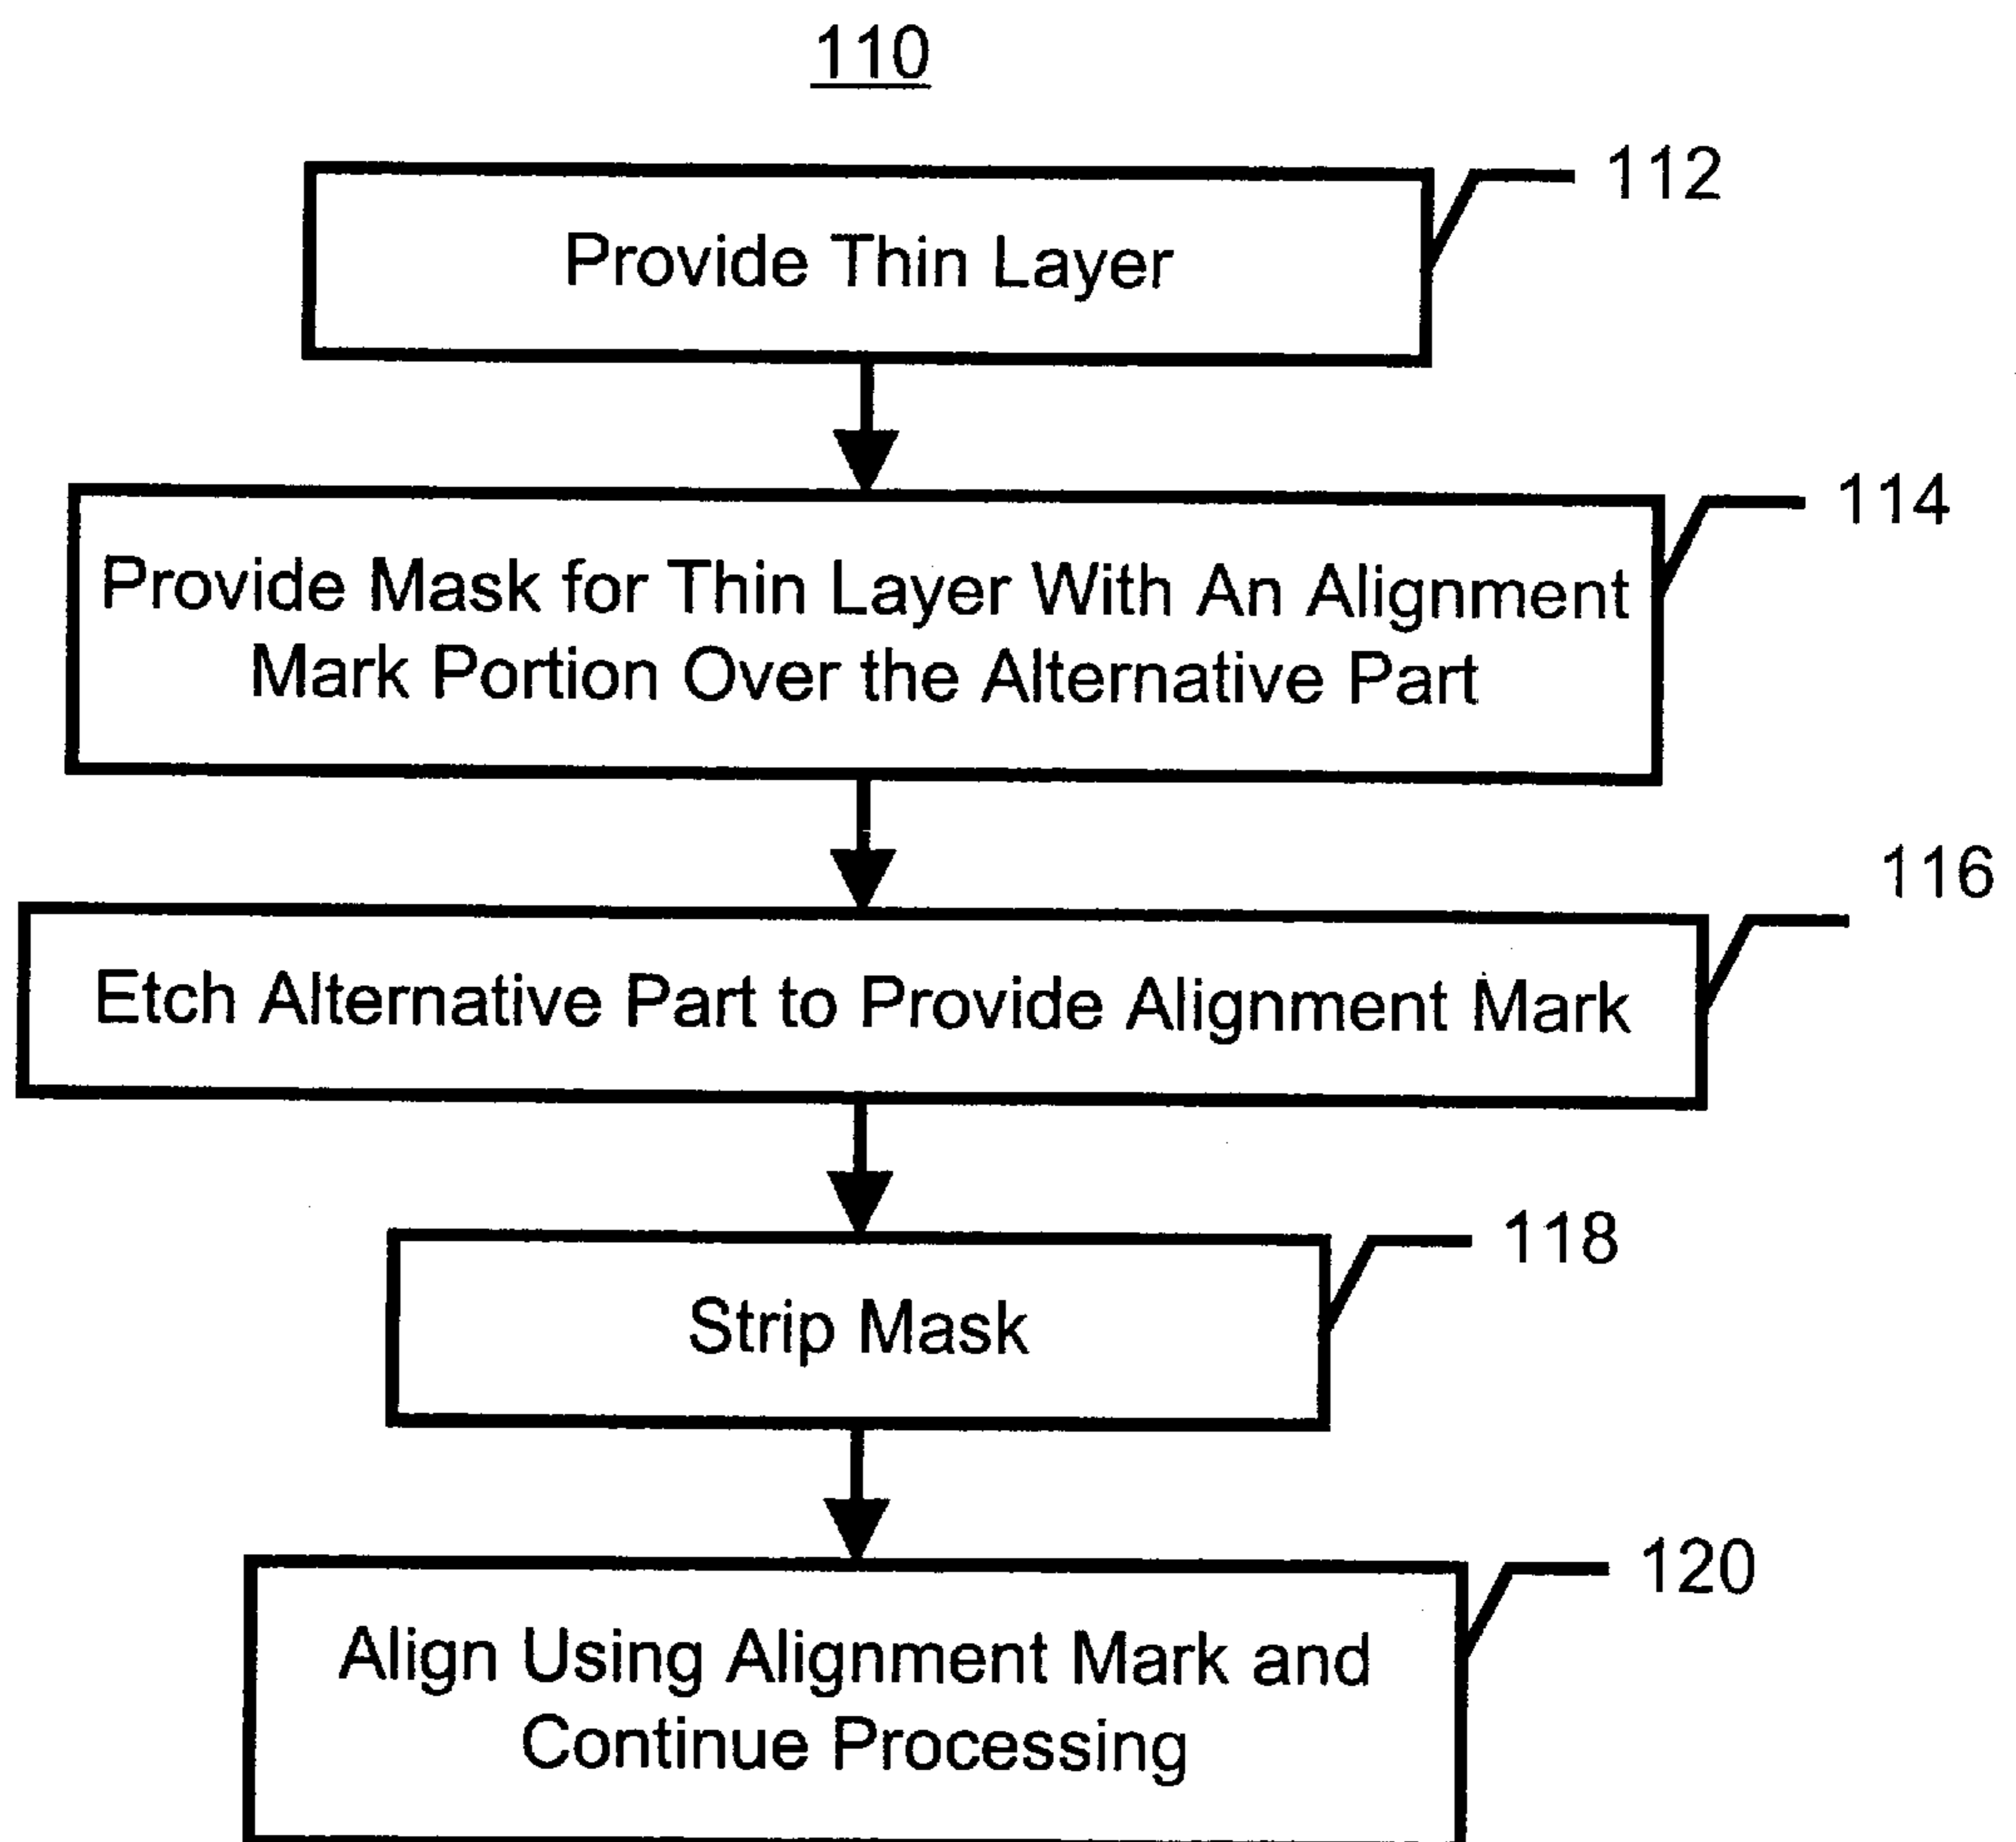 110
112
Provide Thin Layer
114
Provide Mask for Thin Layer With An Alignment
Mark Portion Over the Alternative Part
116
Etch Alternative Part to Provide Alignment Mark
118
Strip Mask
120
Align Using Alignment Mark and
Continue Processing